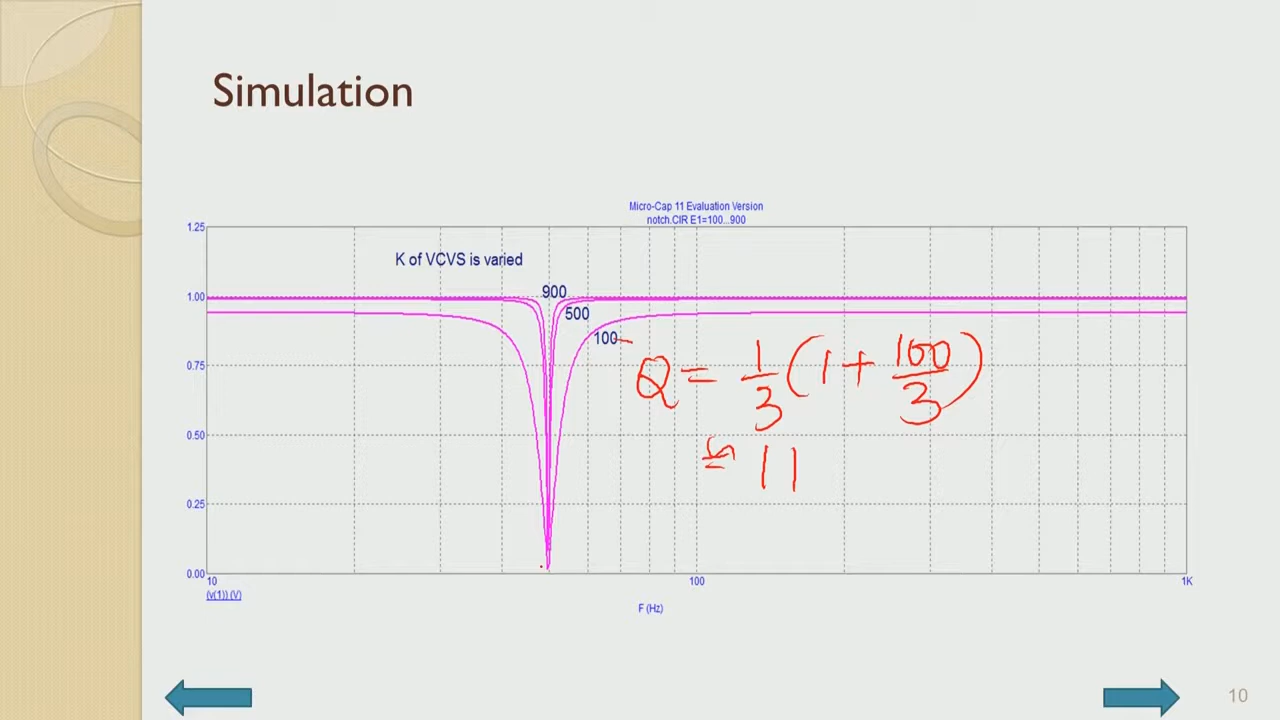 Simulation
Micro-Cap 11 Evaluation Version
notch.CIR E1=100...900
1.25
K of VCVS is varied
1.00
900
500
100
0.75
Q = 1/3 (1 + 100/3)
≈ 11
0.50
0.25
0.00
10
100
1K
(v(1)) (V)
F (Hz)
10